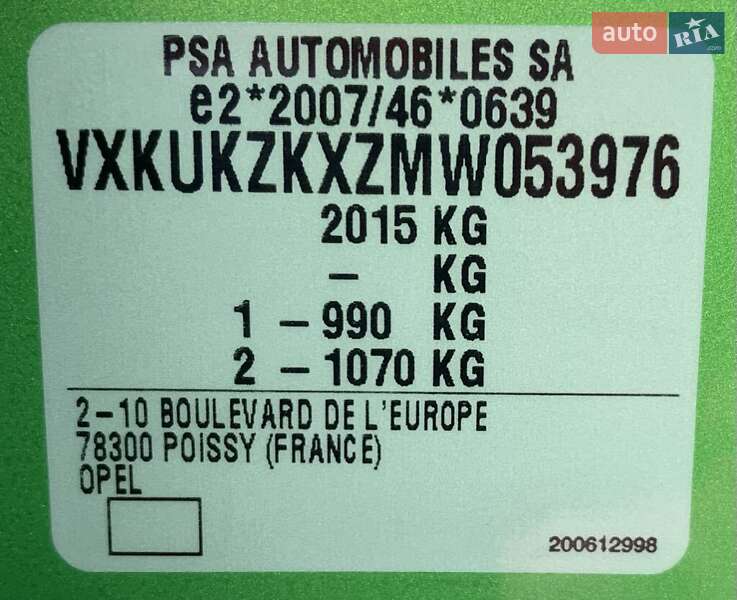 auto RIA.com
PSA AUTOMOBILES SA
e2*2007/46*0639
VXKUKZKXZMW053976
2015 KG
– KG
1 – 990 KG
2 – 1070 KG
2–10 BOULEVARD DE L'EUROPE
78300 POISSY (FRANCE)
OPEL
200612998